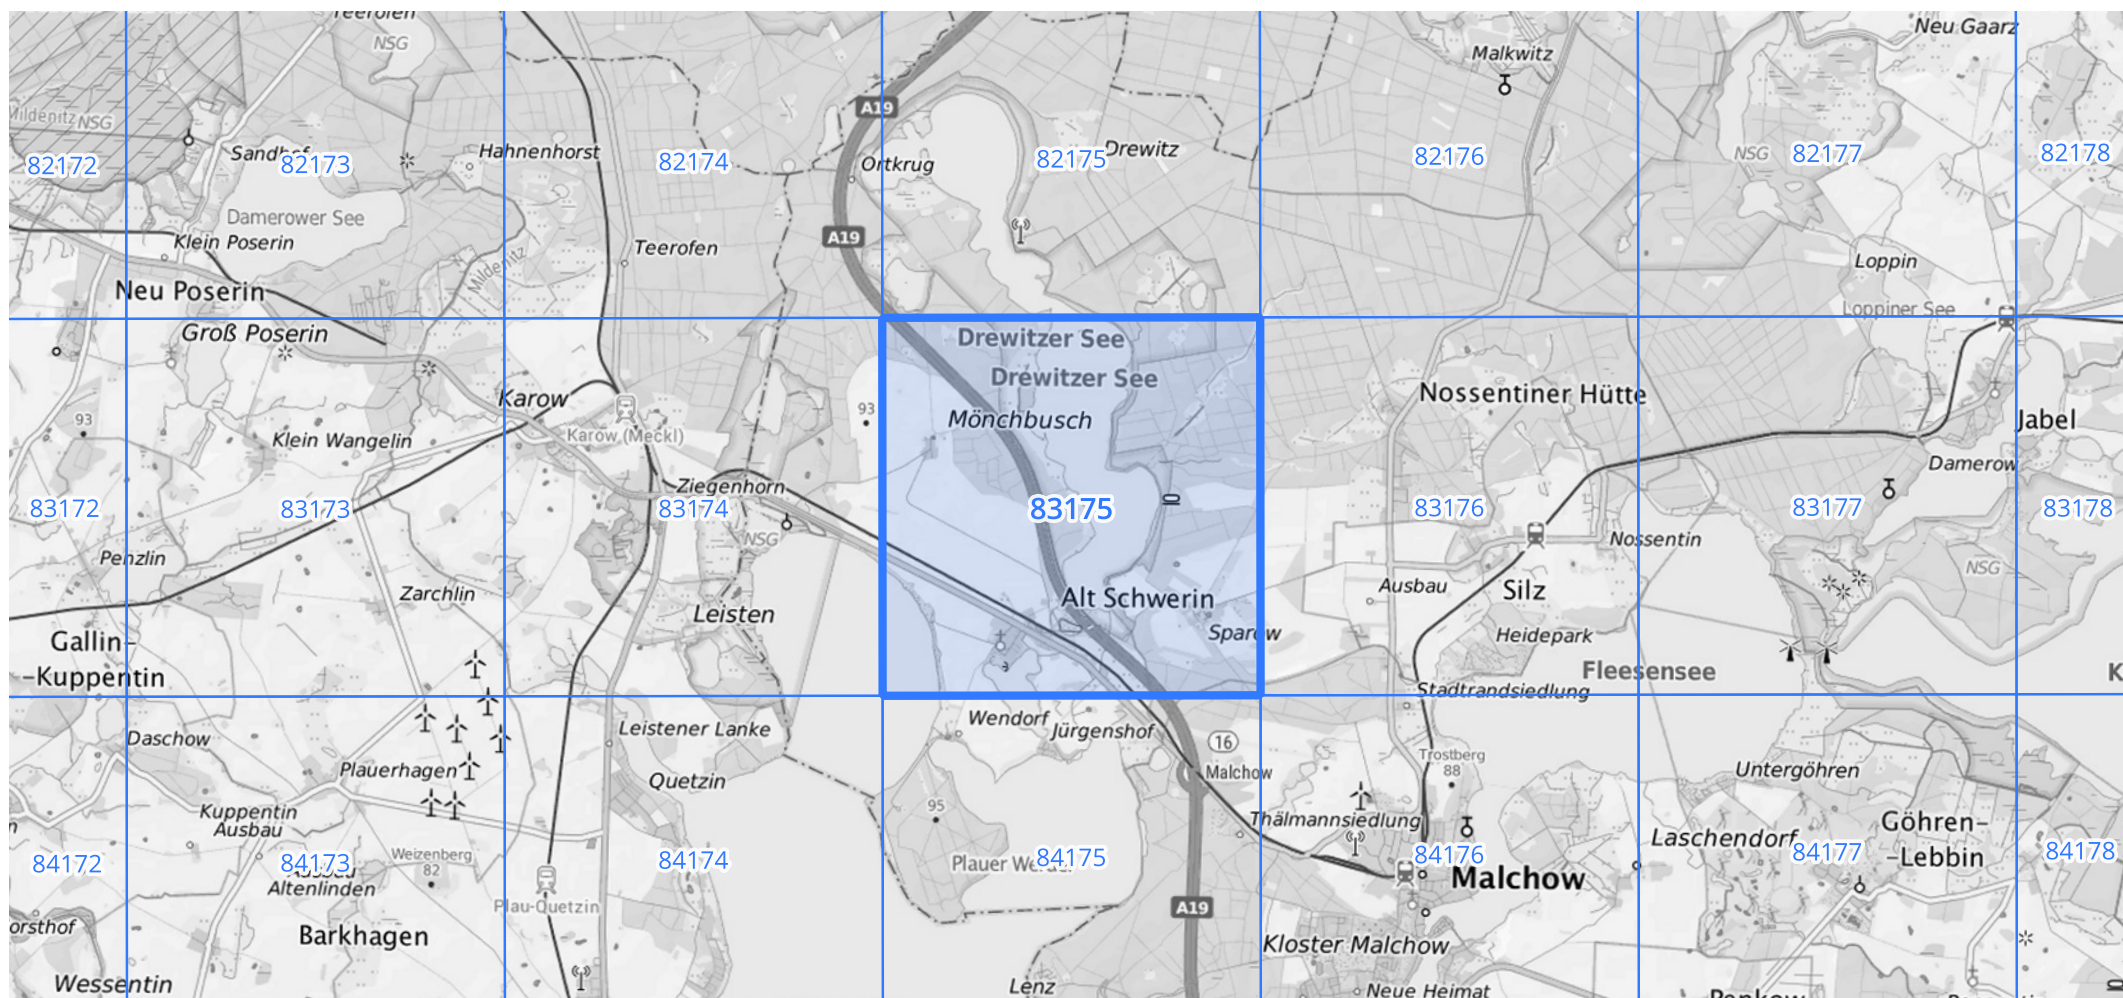 Teerofen
NSG
Neu Gaarz
Malkwitz
A19
Mildenitz
NSG
Sandhof
Hahnenhorst
Ortkrug
Drewitz
NSG
82172
82173
82174
82175
82176
82177
82178
Damerower See
Klein Poserin
Mildenitz
Teerofen
A19
Loppin
Neu Poserin
Loppiner See
Groß Poserin
Drewitzer See
Drewitzer See
Karow
93
Mönchbusch
Nossentiner Hütte
Jabel
93
Klein Wangelin
Karow (Meckl)
Damerow
Ziegenhorn
83172
83173
83174
83175
83176
83177
83178
NSG
Nossentin
Penzlin
NSG
Zarchlin
Ausbau
Silz
Leisten
Alt Schwerin
Sparow
Heidepark
Gallin-
-Kuppentin
Fleesensee
K
Stadtrandsiedlung
Wendorf
Jürgenshof
Leistener Lanke
Daschow
16
Malchow
Trostberg
88
Plauerhagen
Quetzin
Untergöhren
Kuppentin
Ausbau
95
Thälmannsiedlung
Laschendorf
Göhren-
-Lebbin
84172
84173
84174
84175
84176
84177
84178
Weizenberg
82
Ausbau
Altenlinden
Plauer Werder
Malchow
Plau-Quetzin
A19
orsthof
Barkhagen
Kloster Malchow
Wessentin
Lenz
Neue Heimat